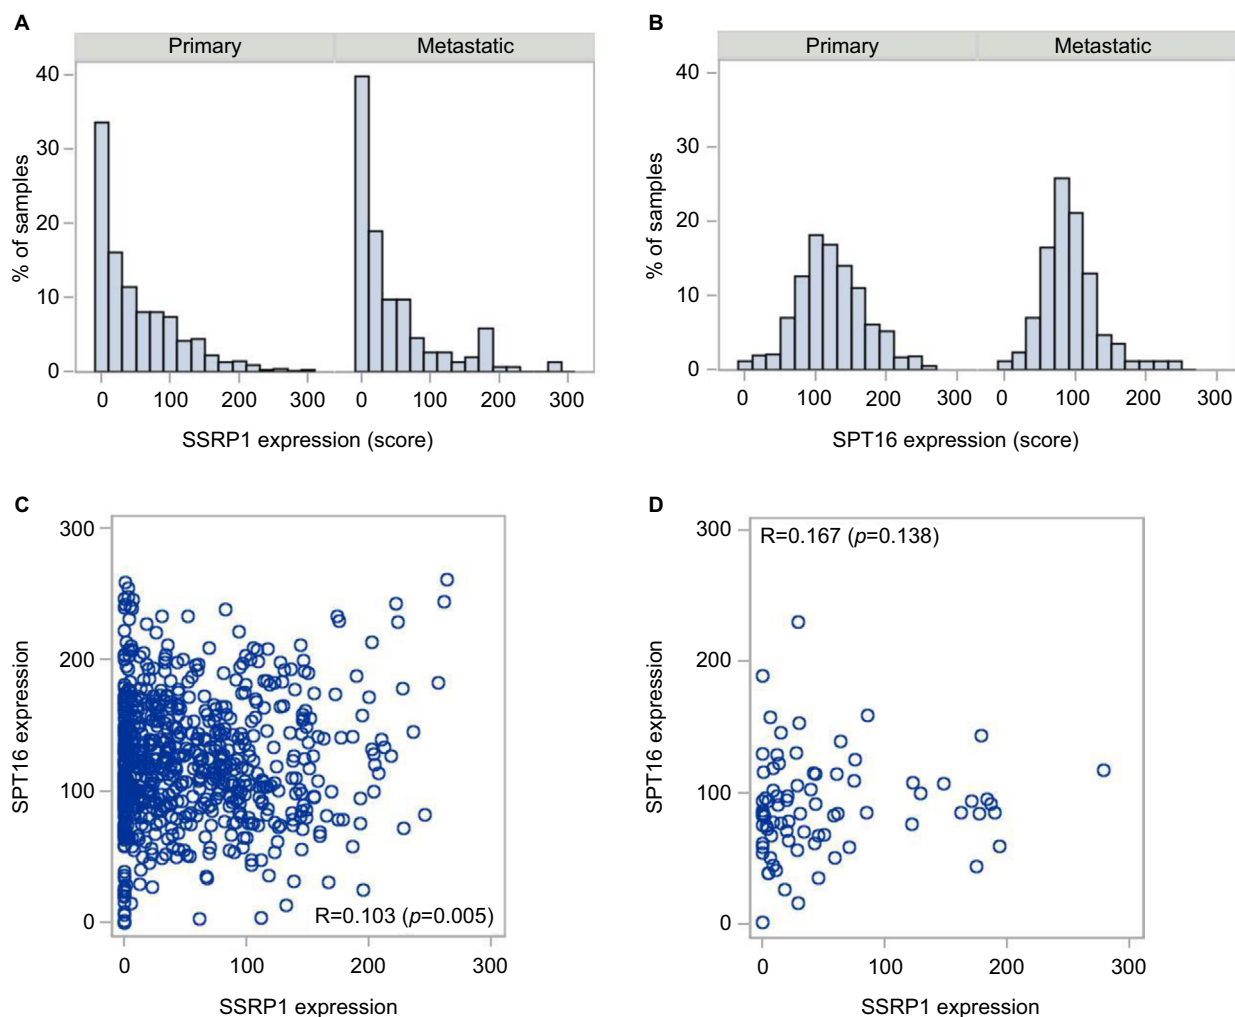 A
Primary
Metastatic
40
30
20
10
0
% of samples
0
100
200
300
0
100
200
300
SSRP1 expression (score)
B
Primary
Metastatic
40
30
20
10
0
% of samples
0
100
200
300
0
100
200
300
SPT16 expression (score)
C
300
200
100
0
SPT16 expression
R=0.103 (p=0.005)
0
100
200
300
SSRP1 expression
D
R=0.167 (p=0.138)
300
200
100
0
SPT16 expression
0
100
200
300
SSRP1 expression